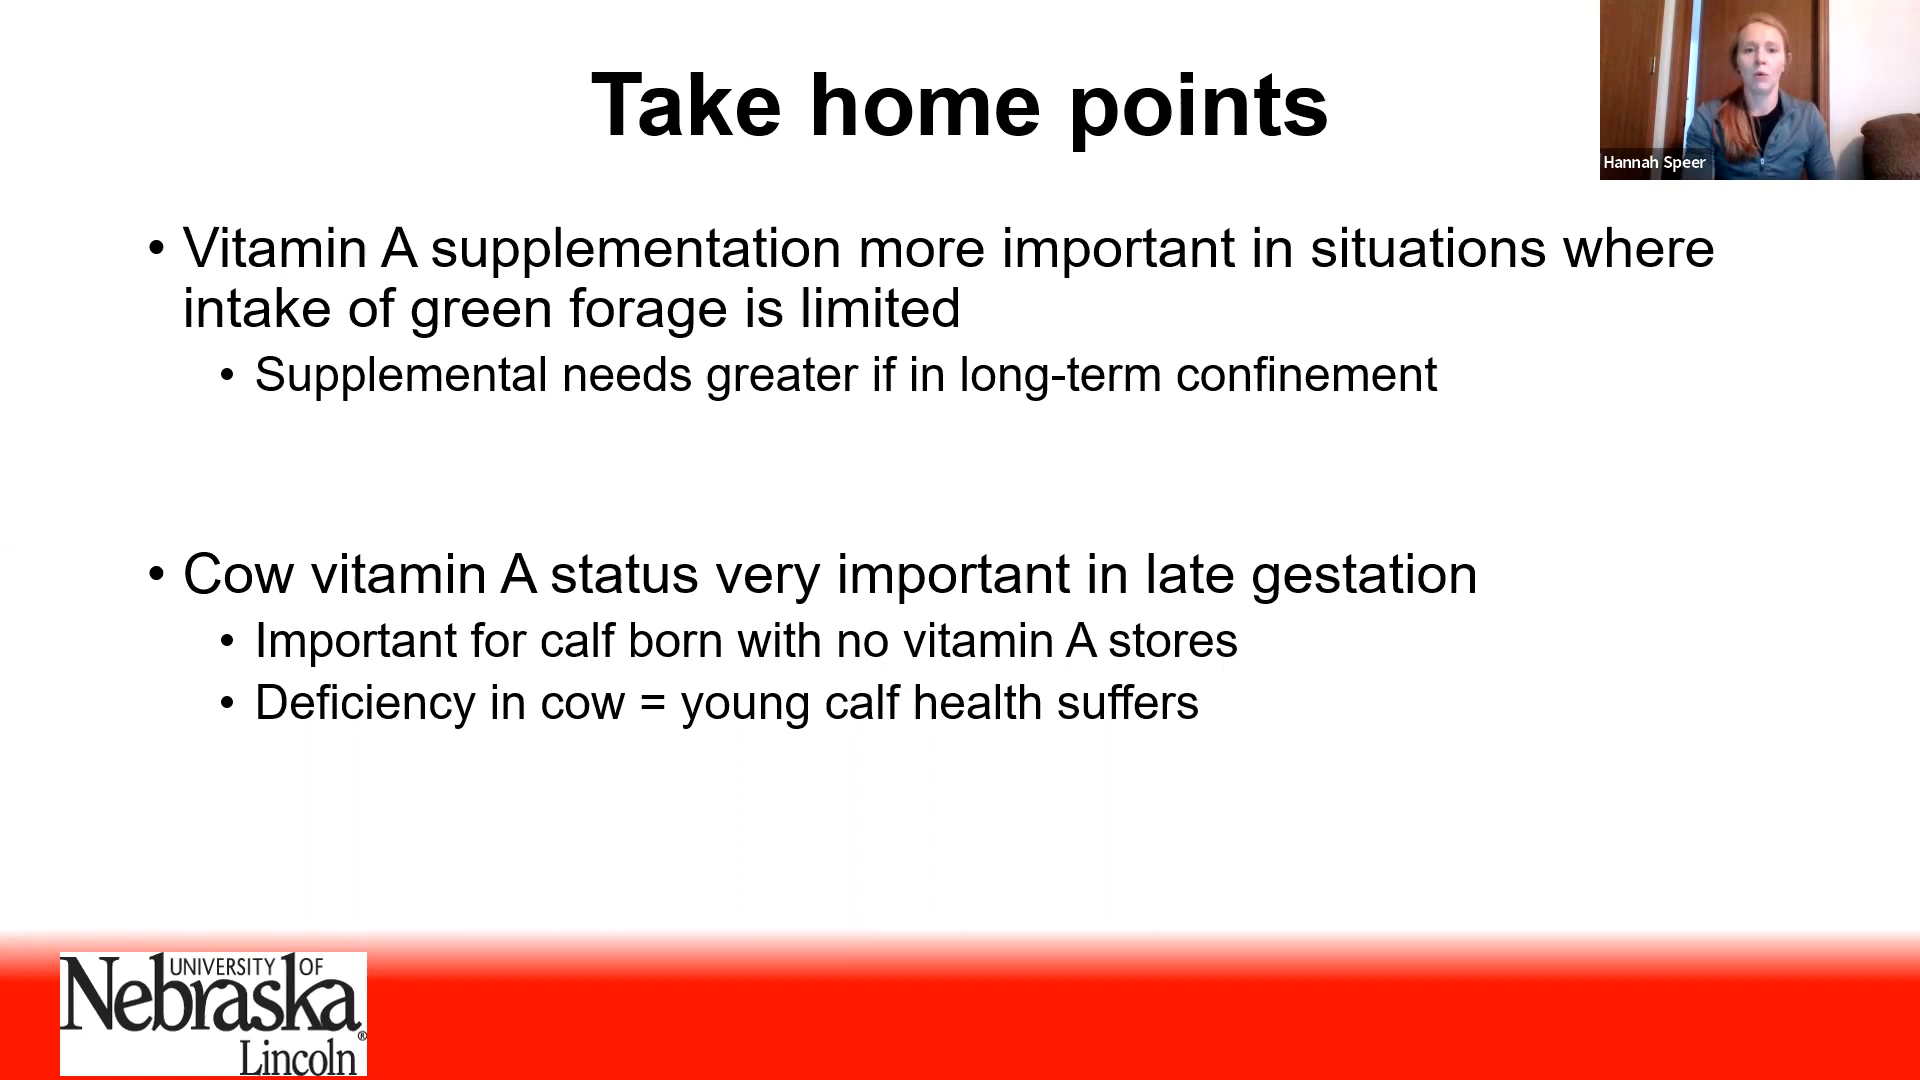 Take home points
Hannah Speer
• Vitamin A supplementation more important in situations where
intake of green forage is limited
• Supplemental needs greater if in long-term confinement
• Cow vitamin A status very important in late gestation
• Important for calf born with no vitamin A stores
• Deficiency in cow = young calf health suffers
UNIVERSITY OF
Nebraska®
Lincoln